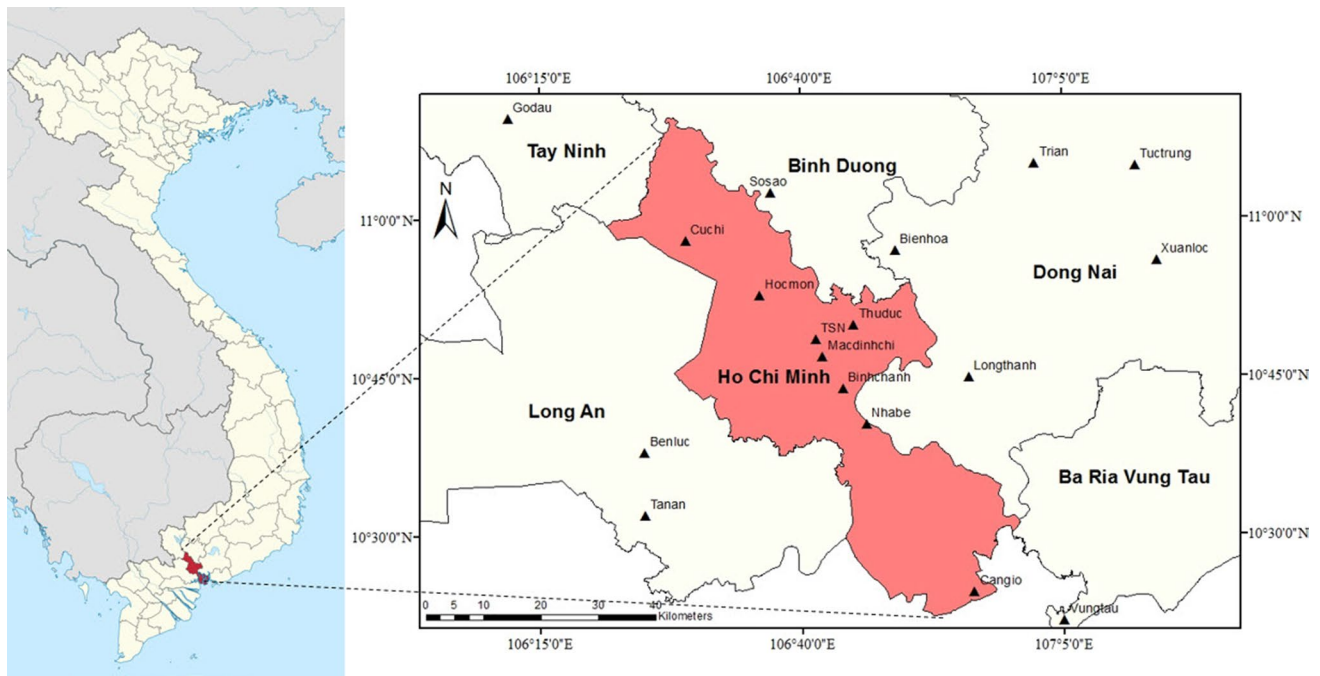 106°15'0"E 106°40'0"E 107°5'0"E
Godau
Tay Ninh
Binh Duong
Trian
Tuctrung
Sosao
N
11°0'0"N
11°0'0"N
Cuchi
Bienhoa
Xuanloc
Dong Nai
Hocmon
Thuduc
TSN
Macdinhchi
Longthanh
10°45'0"N
Ho Chi Minh
Binhchanh
10°45'0"N
Long An
Nhabe
Benluc
Ba Ria Vung Tau
Tanan
10°30'0"N
10°30'0"N
Cangio
0 5 10 20 30 40
Kilometers
Vungtau
106°15'0"E 106°40'0"E 107°5'0"E